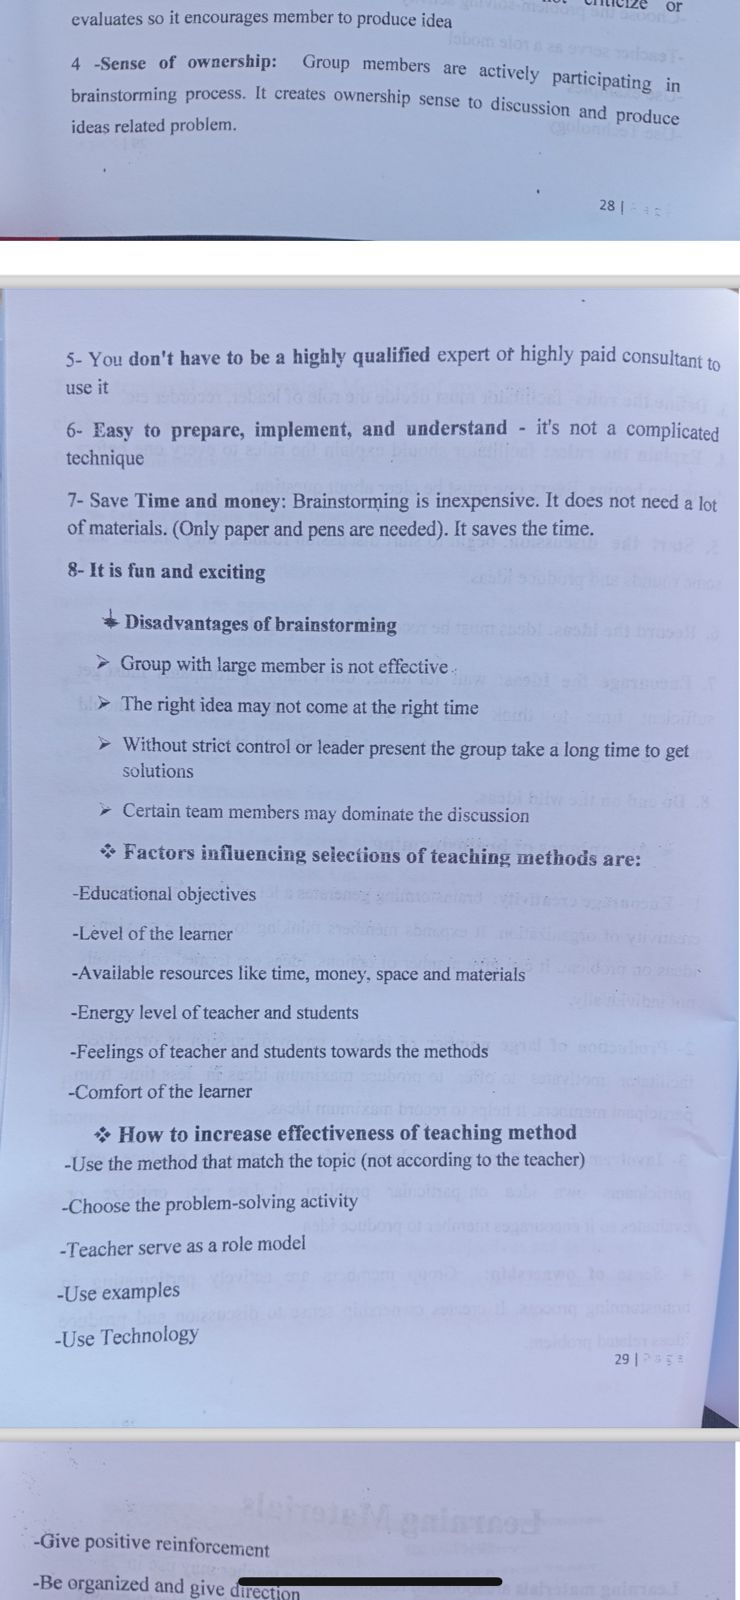 criticize or
evaluates so it encourages member to produce idea
4 -Sense of ownership: Group members are actively participating in
brainstorming process. It creates ownership sense to discussion and produce
ideas related problem.
28 |
5- You don't have to be a highly qualified expert or highly paid consultant to
use it
6- Easy to prepare, implement, and understand - it's not a complicated
technique
7- Save Time and money: Brainstorming is inexpensive. It does not need a lot
of materials. (Only paper and pens are needed). It saves the time.
8- It is fun and exciting
Disadvantages of brainstorming
➢ Group with large member is not effective
➢ The right idea may not come at the right time
➢ Without strict control or leader present the group take a long time to get
solutions
➢ Certain team members may dominate the discussion
❖ Factors influencing selections of teaching methods are:
-Educational objectives
-Level of the learner
-Available resources like time, money, space and materials
-Energy level of teacher and students
-Feelings of teacher and students towards the methods
-Comfort of the learner
❖ How to increase effectiveness of teaching method
-Use the method that match the topic (not according to the teacher)
-Choose the problem-solving activity
-Teacher serve as a role model
-Use examples
-Use Technology
29 |
-Give positive reinforcement
-Be organized and give direction